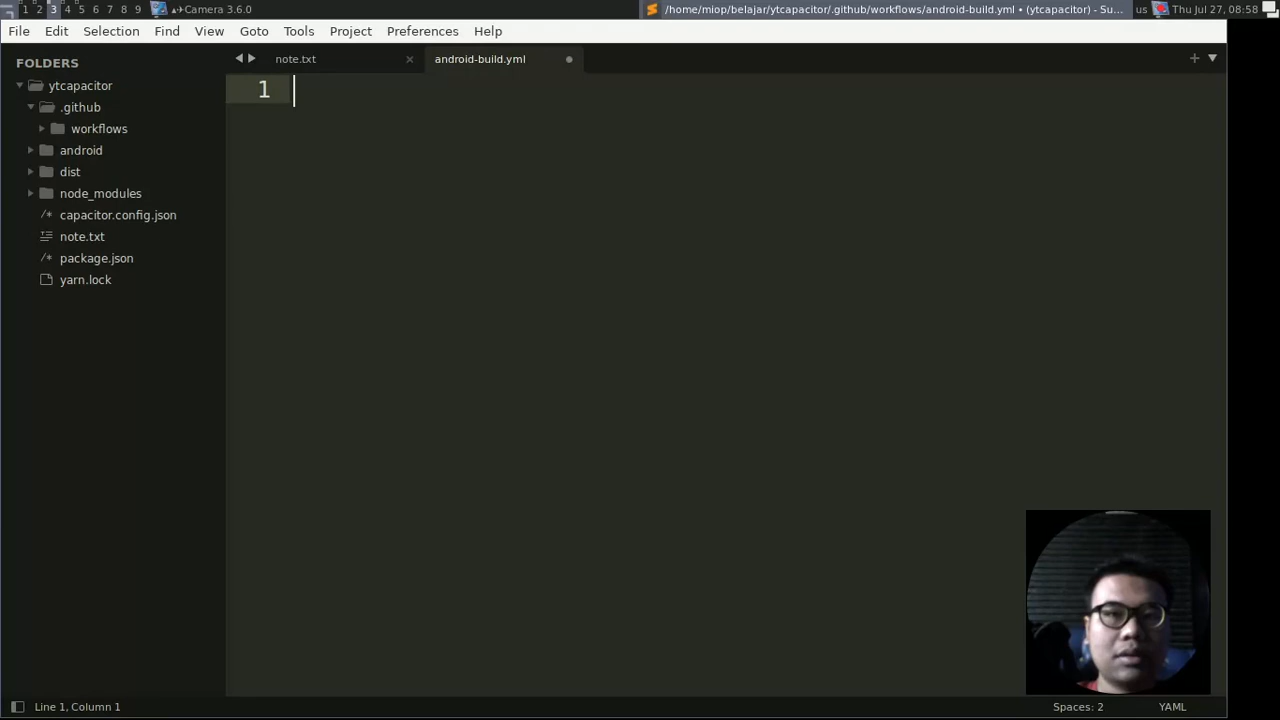 1 2 3 4 5 6 7 8 9 Camera 3.6.0 /home/miop/belajar/ytcapacitor/.github/workflows/android-build.yml • (ytcapacitor) - Su... us Thu Jul 27, 08:58
File Edit Selection Find View Goto Tools Project Preferences Help
FOLDERS
ytcapacitor
.github
workflows
android
dist
node_modules
capacitor.config.json
note.txt
package.json
yarn.lock
note.txt android-build.yml
1
Line 1, Column 1 Spaces: 2 YAML